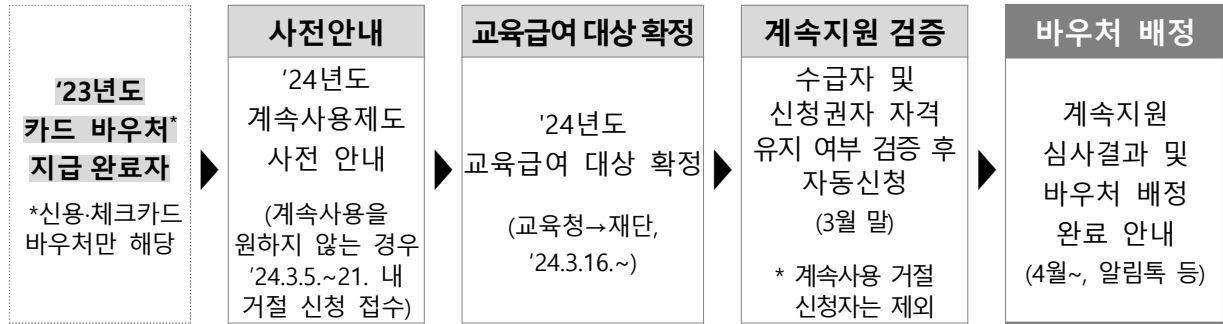 ‘23년도
카드 바우처*
지급 완료자
*신용·체크카드
바우처만 해당
사전안내
'24년도
계속사용제도
사전 안내
(계속사용을
원하지 않는 경우
'24.3.5.~21. 내
거절 신청 접수)
교육급여 대상 확정
'24년도
교육급여 대상 확정
(교육청→재단,
'24.3.16.~)
계속지원 검증
수급자 및
신청권자 자격
유지 여부 검증 후
자동신청
(3월 말)
* 계속사용 거절
신청자는 제외
바우처 배정
계속지원
심사결과 및
바우처 배정
완료 안내
(4월~, 알림톡 등)